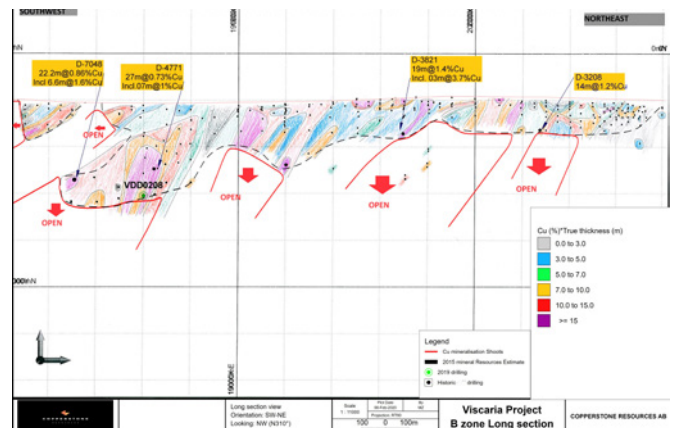 SOUTHWEST
NORTHEAST
D-7048
22.2m@0.86%Cu
Incl 6.6m@1.6%Cu
D-4771
27m@0.73%Cu
Incl.07m@1%Cu
D-3821
19m@1.4%Cu
Incl. 03m@3.7%Cu
D-3208
14m@1.2%Cu
OPEN
VDD0208
OPEN
OPEN
OPEN
OPEN
Cu (%)*True thickness (m)
0.0 to 3.0
3.0 to 5.0
5.0 to 7.0
7.0 to 10.0
10.0 to 15.0
>= 15
Legend
Cu mineralisation Shoots
2015 mineral Resources Estimate
2019 drilling
Historic drilling
19000mE
COPPERSTONE
Long section view
Orientation: SW-NE
Looking: NW (N310°)
Scale
Plot Date
100 0 100m
Viscaria Project
B zone Long section
COPPERSTONE RESOURCES AB